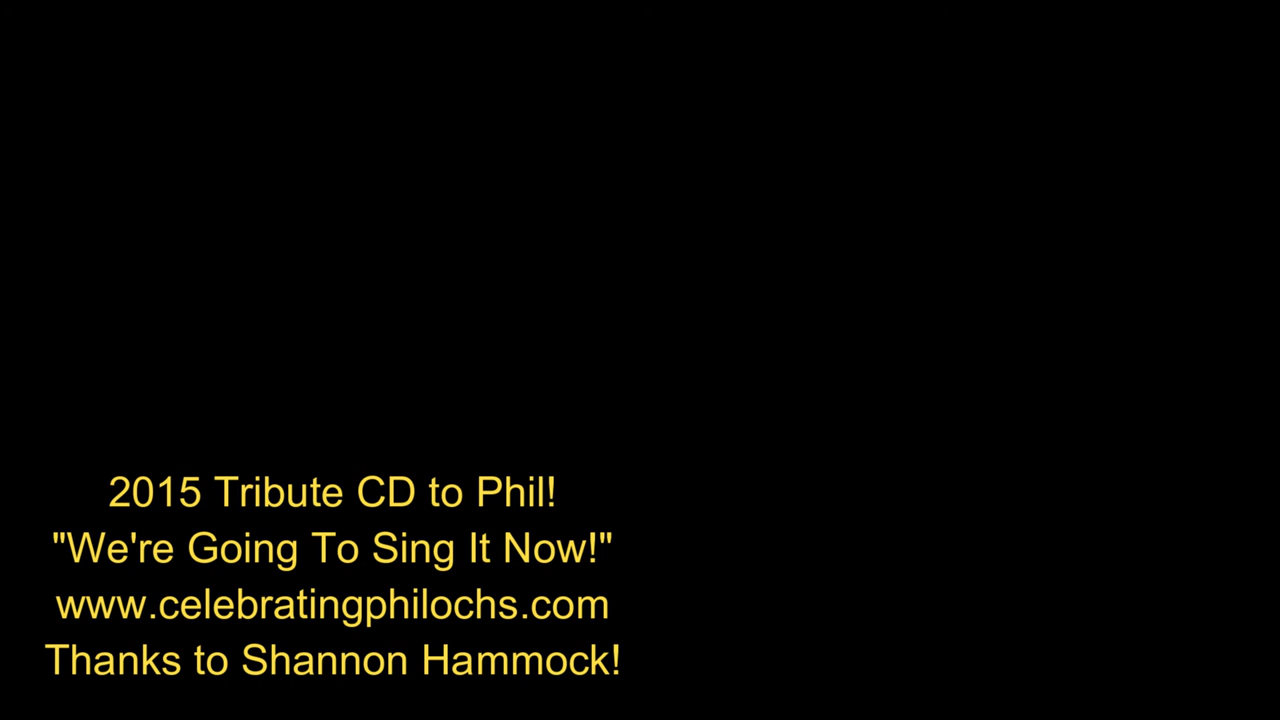 2015 Tribute CD to Phil!
"We're Going To Sing It Now!"
www.celebratingphilochs.com
Thanks to Shannon Hammock!